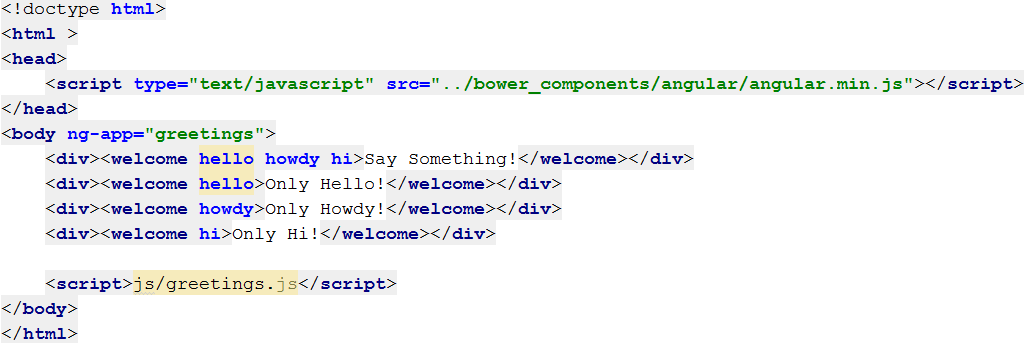 <!doctype html>
<html >
<head>
    <script type="text/javascript" src="../bower_components/angular/angular.min.js"></script>
</head>
<body ng-app="greetings">
    <div><welcome hello howdy hi>Say Something!</welcome></div>
    <div><welcome hello>Only Hello!</welcome></div>
    <div><welcome howdy>Only Howdy!</welcome></div>
    <div><welcome hi>Only Hi!</welcome></div>
    <script>js/greetings.js</script>
</body>
</html>